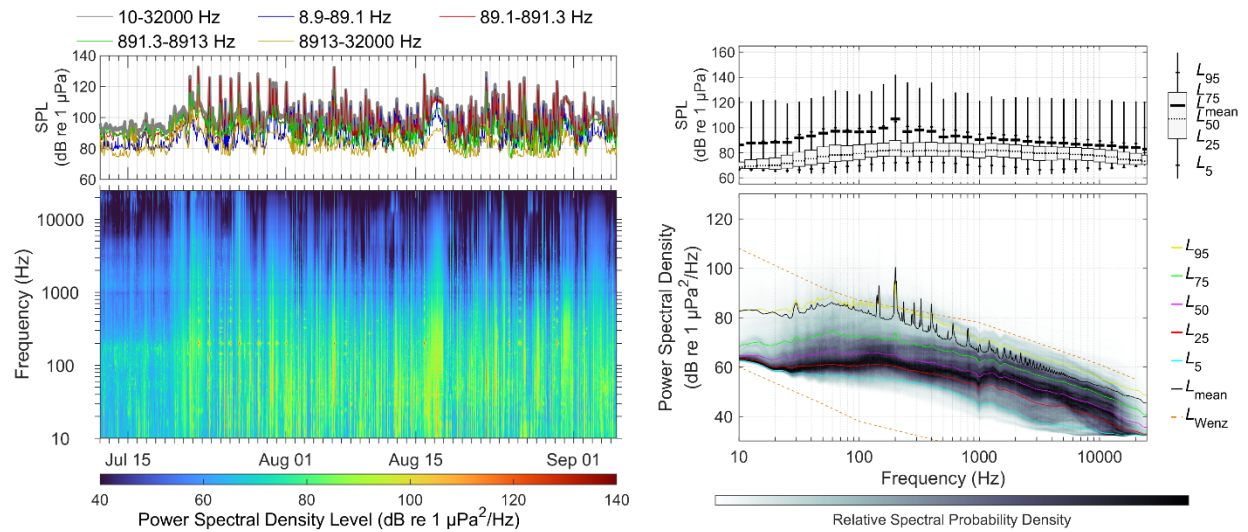 10-32000 Hz
8.9-89.1 Hz
89.1-891.3 Hz
891.3-8913 Hz
8913-32000 Hz
SPL
(dB re 1 µPa)
140
120
100
80
60
Frequency (Hz)
10000
1000
100
10
Jul 15
Aug 01
Aug 15
Sep 01
40
60
80
100
120
140
Power Spectral Density Level (dB re 1 µPa²/Hz)
SPL
(dB re 1 µPa)
160
140
120
100
80
60
L95
L75
Lmean
L50
L25
L5
Power Spectral Density
(dB re 1 µPa²/Hz)
120
100
80
60
40
10
100
1000
10000
Frequency (Hz)
L95
L75
L50
L25
L5
Lmean
LWenz
Relative Spectral Probability Density